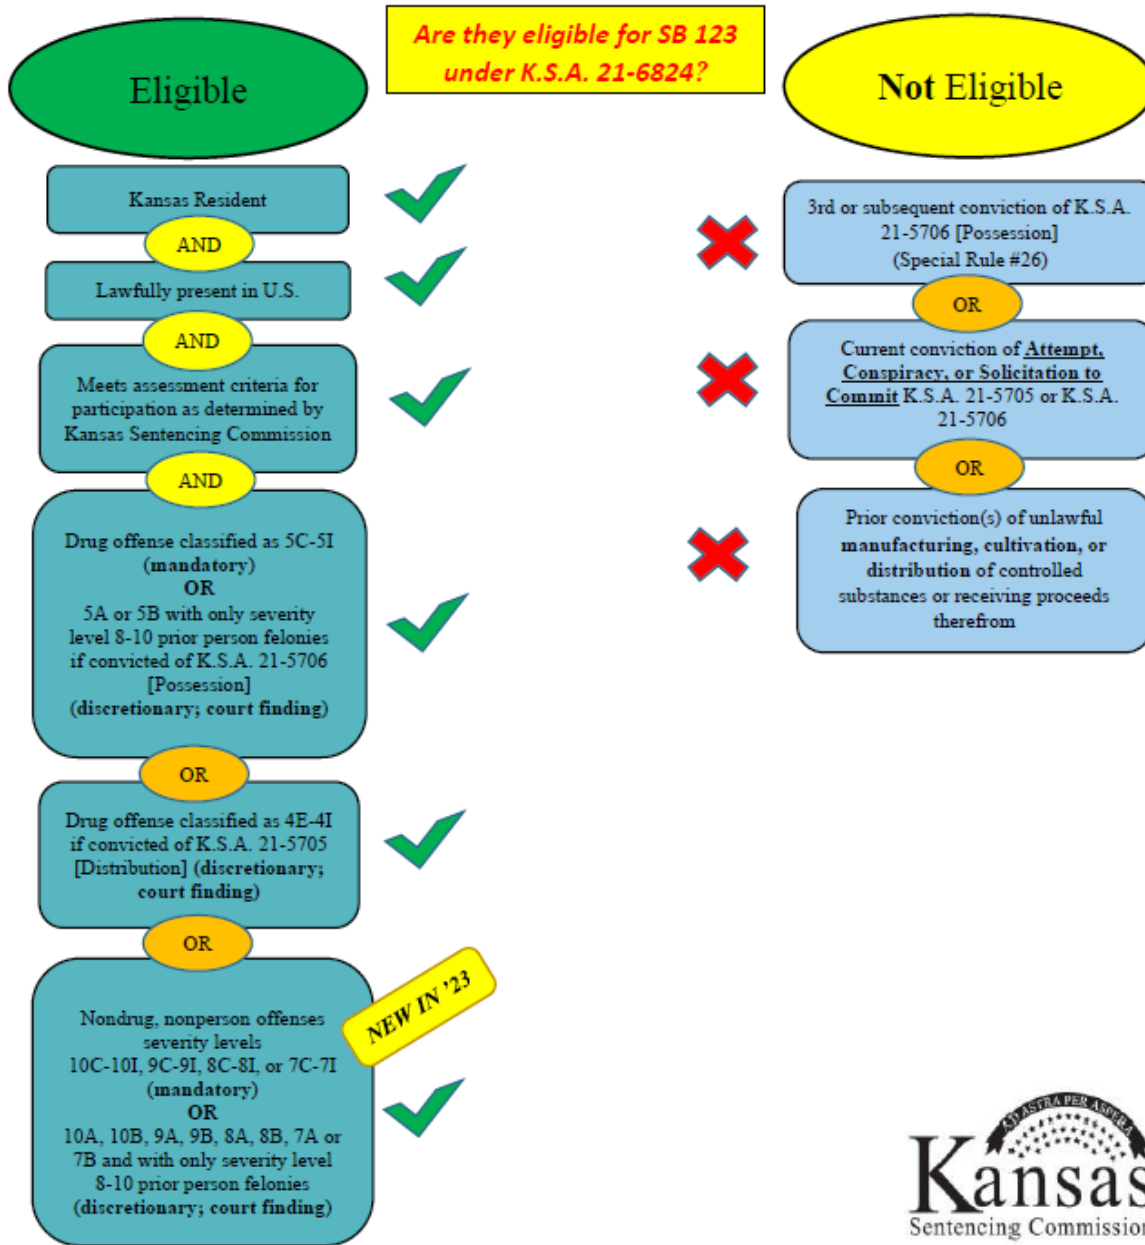 Are they eligible for SB 123
under K.S.A. 21-6824?
Eligible
Kansas Resident
AND
Lawfully present in U.S.
AND
Meets assessment criteria for
participation as determined by
Kansas Sentencing Commission
AND
Drug offense classified as 5C-5I
(mandatory)
OR
5A or 5B with only severity
level 8-10 prior person felonies
if convicted of K.S.A. 21-5706
[Possession]
(discretionary; court finding)
OR
Drug offense classified as 4E-4I
if convicted of K.S.A. 21-5705
[Distribution] (discretionary;
court finding)
OR
NEW IN '23
Nondrug, nonperson offenses
severity levels
10C-10I, 9C-9I, 8C-8I, or 7C-7I
(mandatory)
OR
10A, 10B, 9A, 9B, 8A, 8B, 7A or
7B and with only severity level
8-10 prior person felonies
(discretionary; court finding)
Not Eligible
3rd or subsequent conviction of K.S.A.
21-5706 [Possession]
(Special Rule #26)
OR
Current conviction of Attempt,
Conspiracy, or Solicitation to
Commit K.S.A. 21-5705 or K.S.A.
21-5706
OR
Prior conviction(s) of unlawful
manufacturing, cultivation, or
distribution of controlled
substances or receiving proceeds
therefrom
AD ASTRA PER ASPERA
Kansas
Sentencing Commission